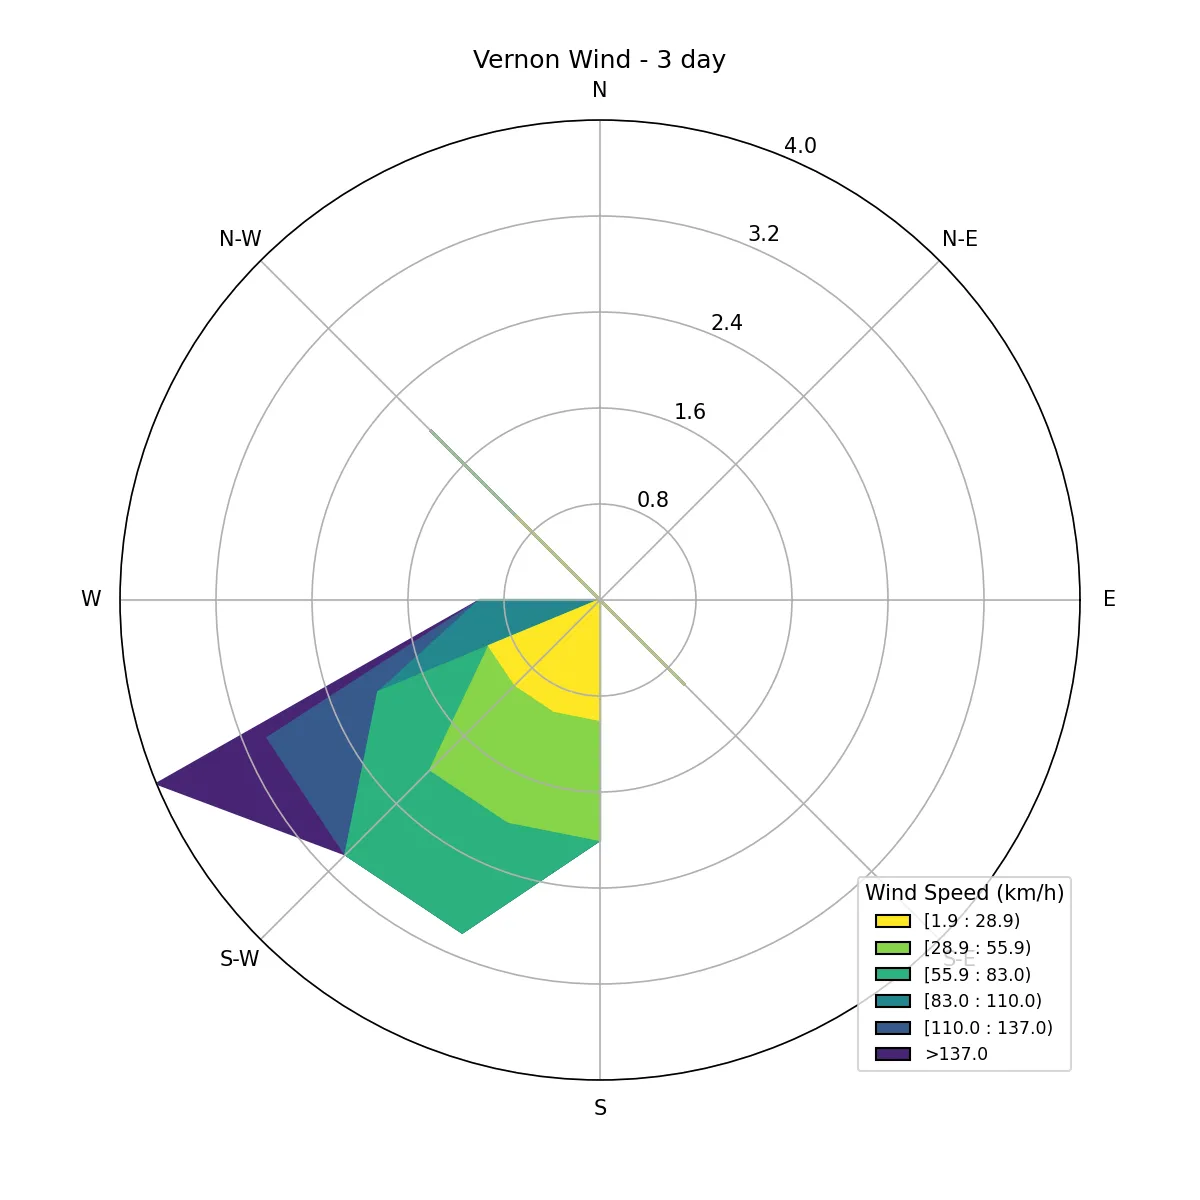 Vernon Wind - 3 day
N
4.0
N-W
3.2
N-E
2.4
1.6
0.8
W
E
Wind Speed (km/h)
[1.9 : 28.9)
[28.9 : 55.9)
S-W
S-E
[55.9 : 83.0)
[83.0 : 110.0)
[110.0 : 137.0)
>137.0
S